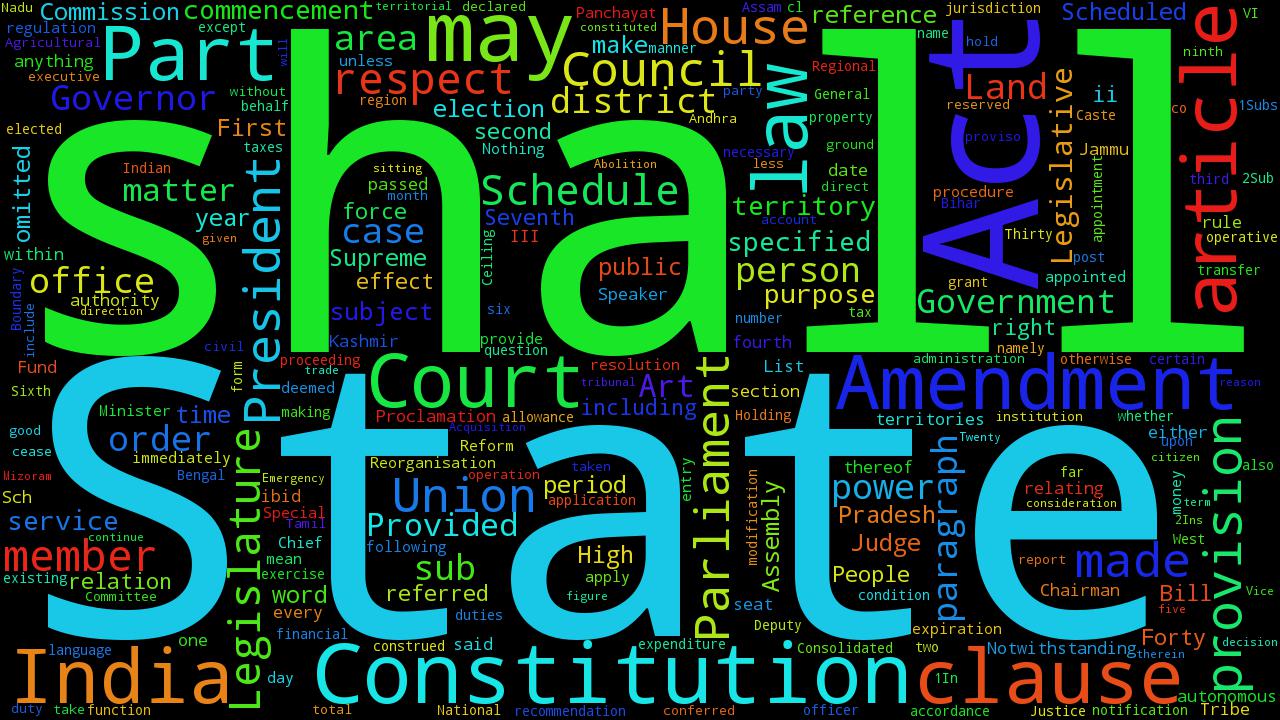 Nadu Commission commencement territorial declared Panchayat Assam cl reference jurisdiction Scheduled VI
regulation except constituted name
Agricultural Part will area may make manner House hold article ninth
anything unless Council Regional
executive respect law Act Land
Governor without region district party General reserved Legislative ii co 1Subs
behalf election Andhra property Caste
elected First second proviso
omitted taxes Nothing necessary ground Jammu
Indian sitting Abolition less date
matter passed Schedule direct procedure appointment third 2Sub
shall
month
President year force Seventh territory Bihar rule
given case III account Thirty operative
within Supreme Ceiling specified post
office effect public person grant appointed transfer
Boundary authority Speaker purpose Government
direction subject six number tax right
include civil Kashmir provide fourth namely
question
Fund proceeding Court resolution Parliament List administration otherwise certain
form trade
Sixth deemed tribunal Art section Amendment reason
Minister time making Proclamation allowance including Holding territories institution whether
good order Acquisition either
cease immediately Reform Twenty upon
State
Mizoram Bengal Legislature Emergency Reorganisation operation taken entry thereof paragraph far citizen provision also
Sch ibid Union period modification Assembly power relating money term
service Special application consideration
Tamil Provided Pradesh 2Ins
continue Chief following High Judge West
member mean sub report made
existing relation exercise apply People Chairman Bill Vice
Committee word referred figure condition
every duties seat five
one financial Deputy expiration Forty
language construed said expenditure Consolidated two Notwithstanding decision
therein
India day Constitution clause 1In autonomous
duty take function total National recommendation conferred officer accordance Justice notification Tribe